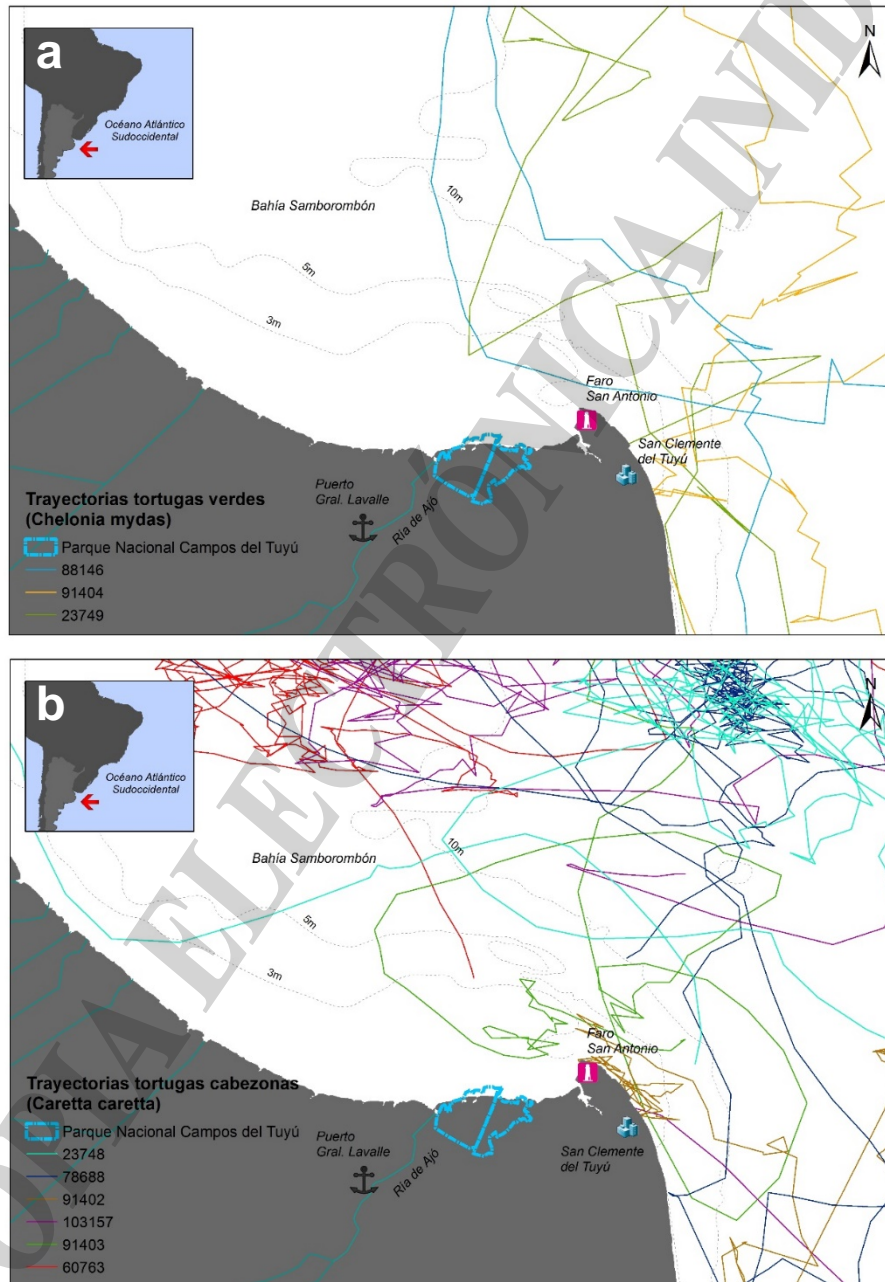 a
Océano Atlántico
Sudoccidental
N
Bahía Samborombón
10m
5m
3m
Faro
San Antonio
San Clemente
del Tuyú
Puerto
Gral. Lavalle
Ría de Ajó
Trayectorias tortugas verdes
(Chelonia mydas)
Parque Nacional Campos del Tuyú
88146
91404
23749
b
Océano Atlántico
Sudoccidental
N
Bahía Samborombón
10m
5m
3m
Faro
San Antonio
San Clemente
del Tuyú
Puerto
Gral. Lavalle
Ría de Ajó
Trayectorias tortugas cabezonas
(Caretta caretta)
Parque Nacional Campos del Tuyú
23748
78688
91402
103157
91403
60763
OPIA ELECTRÓNICA INID